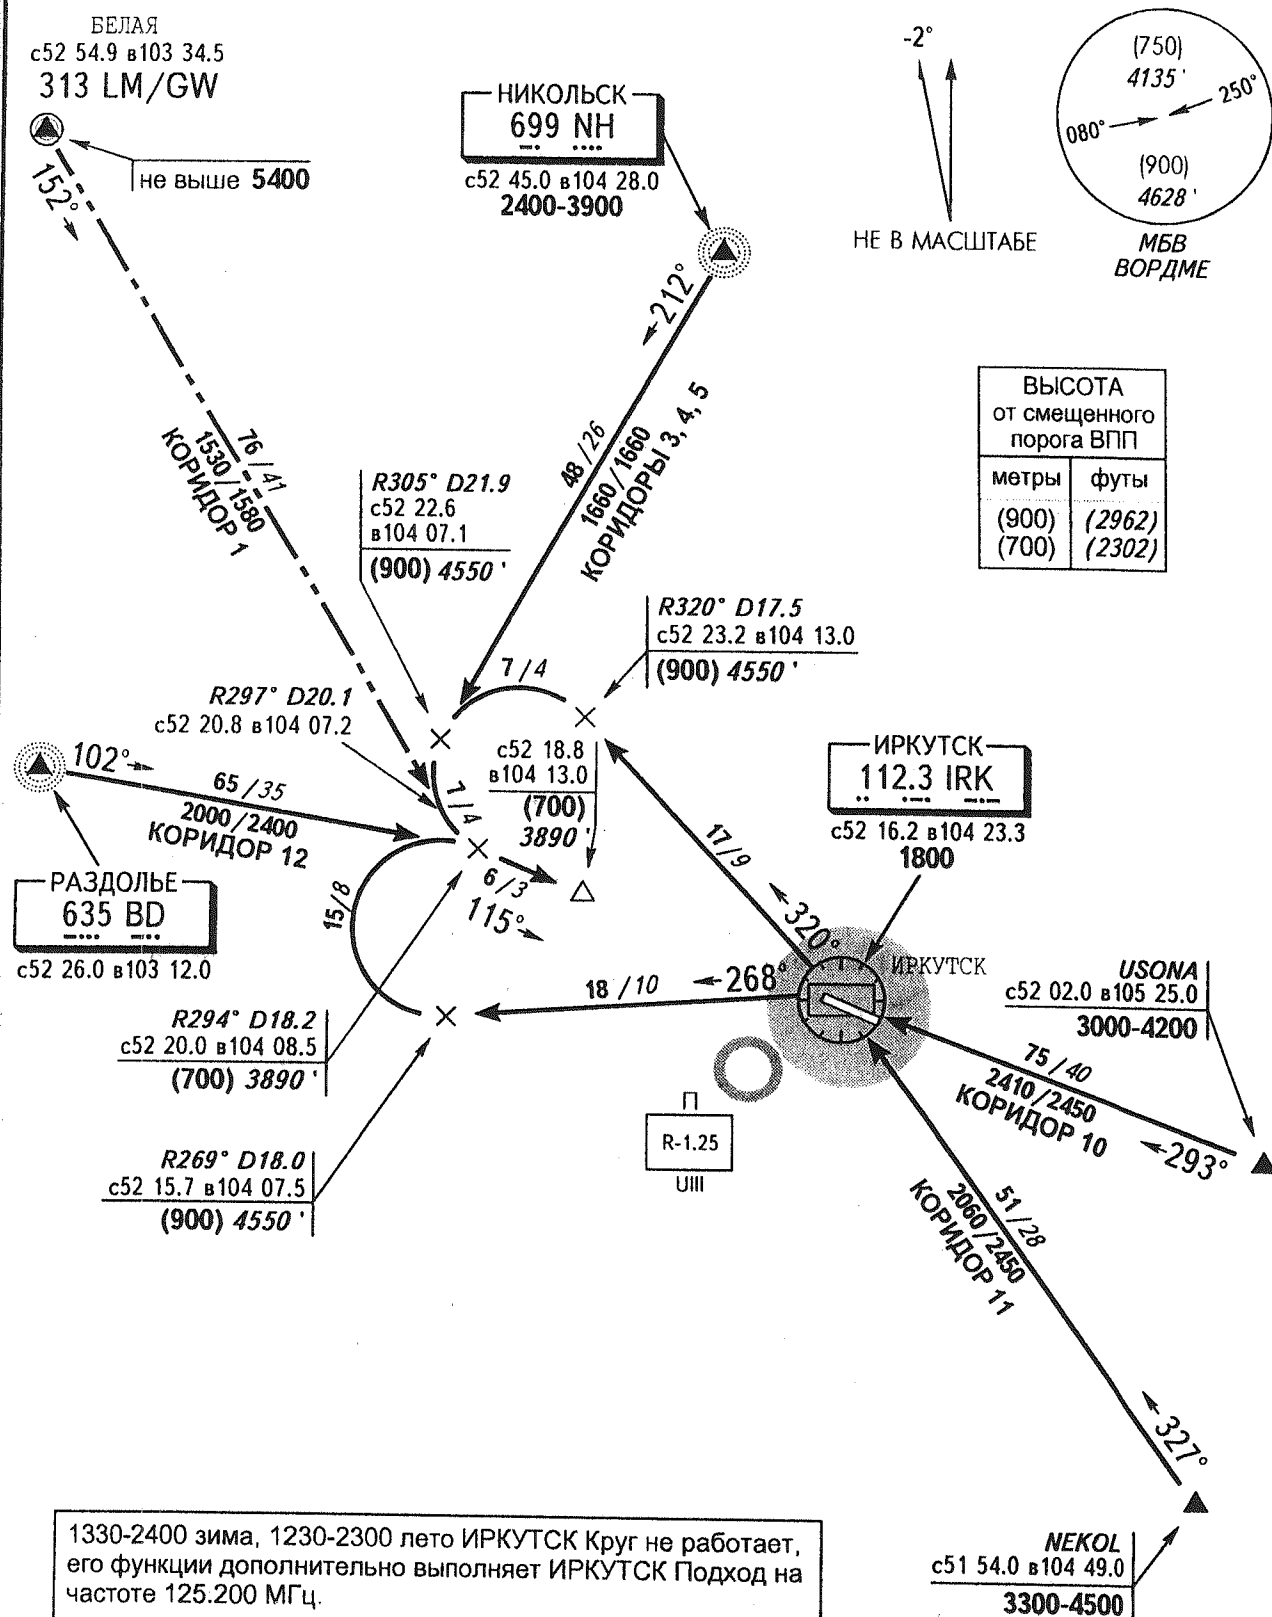 БЕЛАЯ
с52 54.9 в103 34.5
313 LM/GW
не выше 5400
152°
НИКОЛЬСК
699 NH
с52 45.0 в104 28.0
2400-3900
-2°
НЕ В МАСШТАБЕ
(750)
4135 '
250°
080°
(900)
4628 '
МБВ
ВОРДМЕ
212°
48/26
1660/1660
КОРИДОРЫ 3, 4, 5
76/41
1530/1580
КОРИДОР 1
ВЫСОТА
от смещенного
порога ВПП
метры футы
(900) (2962)
(700) (2302)
R305° D21.9
с52 22.6
в104 07.1
(900) 4550 '
R320° D17.5
с52 23.2 в104 13.0
(900) 4550 '
7/4
R297° D20.1
с52 20.8 в104 07.2
с52 18.8
в104 13.0
(700)
3890 '
7/4
102°
65/35
2000/2400
КОРИДОР 12
РАЗДОЛЬЕ
635 BD
с52 26.0 в103 12.0
ИРКУТСК
112.3 IRK
с52 16.2 в104 23.3
1800
17/9
320°
6/3
115°
15/8
ИРКУТСК
268°
18/10
R294° D18.2
с52 20.0 в104 08.5
(700) 3890 '
USONA
с52 02.0 в105 25.0
3000-4200
75/40
2410/2450
КОРИДОР 10
293°
П
R-1.25
UIII
R269° D18.0
с52 15.7 в104 07.5
(900) 4550 '
51/28
2060/2450
КОРИДОР 11
327°
NEKOL
с51 54.0 в104 49.0
3300-4500
1330-2400 зима, 1230-2300 лето ИРКУТСК Круг не работает,
его функции дополнительно выполняет ИРКУТСК Подход на
частоте 125.200 МГц.